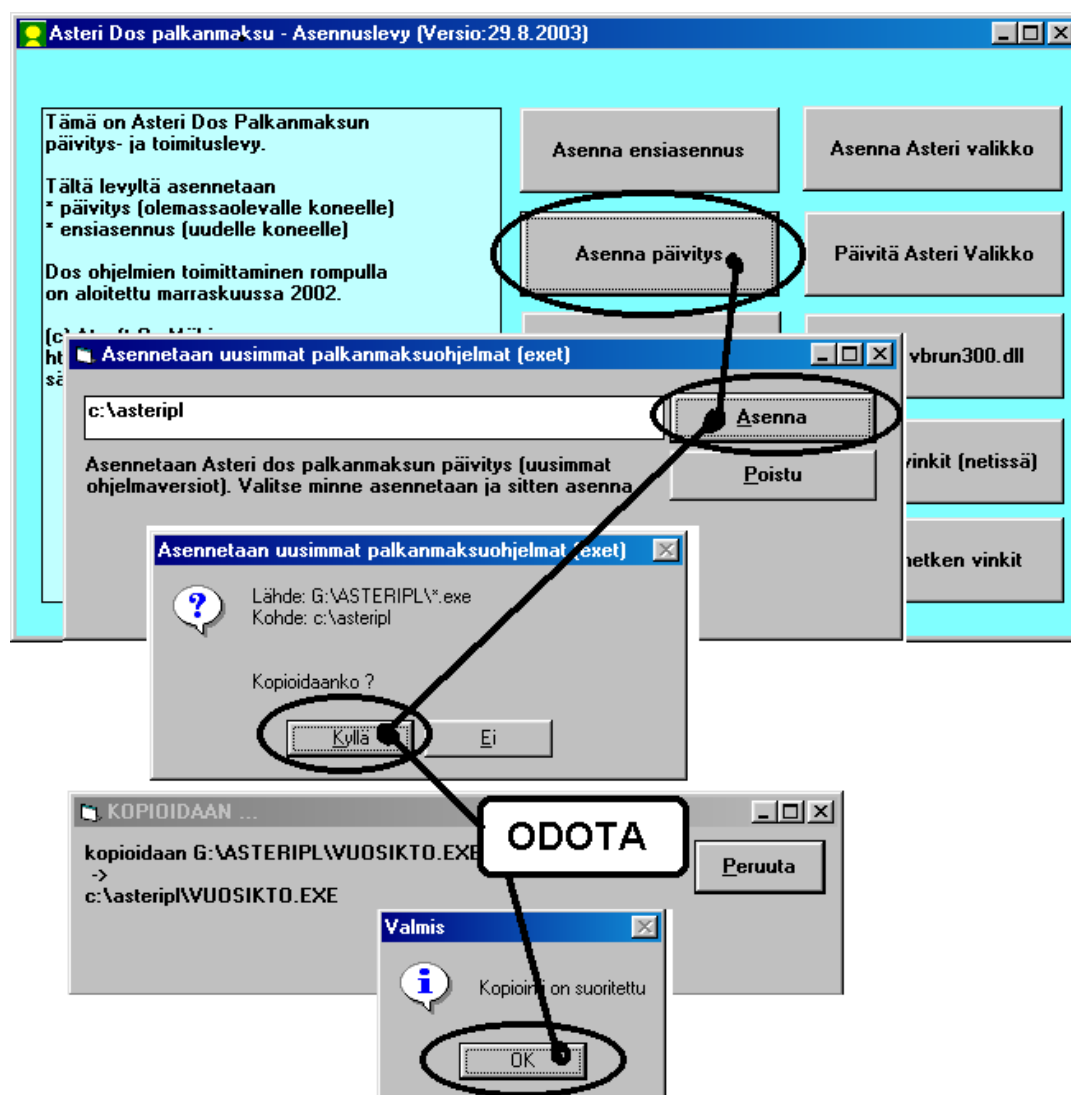 Asteri Dos palkanmaksu - Asennuslevy (Versio:29.8.2003)
Tämä on Asteri Dos Palkanmaksun
päivitys- ja toimituslevy.
Tältä levyltä asennetaan
* päivitys (olemassaolevalle koneelle)
* ensiasennus (uudelle koneelle)
Dos ohjelmien toimittaminen rompulla
on aloitettu marraskuussa 2002.
Asenna ensiasennus
Asenna Asteri valikko
Asenna päivitys
Päivitä Asteri Valikko
vbrun300.dll
vinkit (netissä)
hetken vinkit
Asennetaan uusimmat palkanmaksuohjelmat (exet)
c:\asteripl
Asenna
Asennetaan Asteri dos palkanmaksun päivitys (uusimmat
ohjelmaversiot). Valitse minne asennetaan ja sitten asenna
Poistu
Asennetaan uusimmat palkanmaksuohjelmat (exet)
Lähde: G:\ASTERIPL\*.exe
Kohde: c:\asteripl
Kopioidaanko ?
Kyllä
Ei
KOPIOIDAAN ...
kopioidaan G:\ASTERIPL\VUOSIKTO.EXE
->
c:\asteripl\VUOSIKTO.EXE
ODOTA
Peruuta
Valmis
Kopiointi on suoritettu
OK